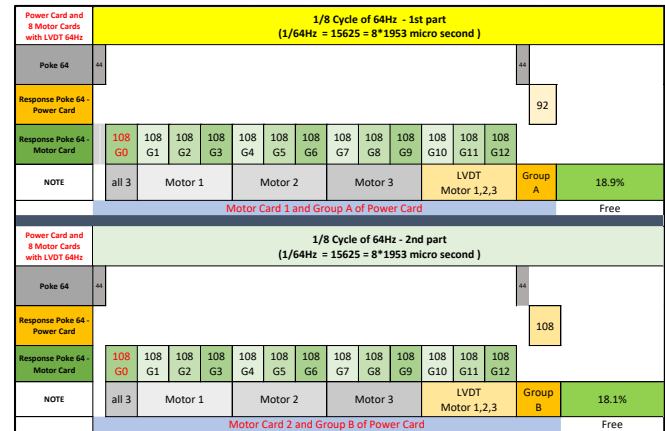 Power Card and
8 Motor Cards
with LVDT 64Hz
1/8 Cycle of 64Hz - 1st part
(1/64Hz = 15625 = 8*1953 micro second )
Poke 64
44
44
Response Poke 64 -
Power Card
92
Response Poke 64 -
Motor Card
108 108 108 108 108 108 108 108 108 108 108 108 108
G0 G1 G2 G3 G4 G5 G6 G7 G8 G9 G10 G11 G12
NOTE
all 3
Motor 1
Motor 2
Motor 3
LVDT
Motor 1,2,3
Group
A
18.9%
Motor Card 1 and Group A of Power Card
Free
Power Card and
8 Motor Cards
with LVDT 64Hz
1/8 Cycle of 64Hz - 2nd part
(1/64Hz = 15625 = 8*1953 micro second )
Poke 64
44
44
Response Poke 64 -
Power Card
108
Response Poke 64 -
Motor Card
108 108 108 108 108 108 108 108 108 108 108 108 108
G0 G1 G2 G3 G4 G5 G6 G7 G8 G9 G10 G11 G12
NOTE
all 3
Motor 1
Motor 2
Motor 3
LVDT
Motor 1,2,3
Group
B
18.1%
Motor Card 2 and Group B of Power Card
Free